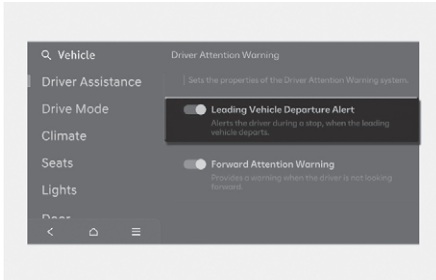 Vehicle
Driver Attention Warning
Driver Assistance
Sets the properties of the Driver Attention Warning system.
Drive Mode
Leading Vehicle Departure Alert
Alerts the driver during a stop, when the leading
vehicle departs.
Climate
Seats
Forward Attention Warning
Provides a warning when the driver is not looking
forward.
Lights
Door